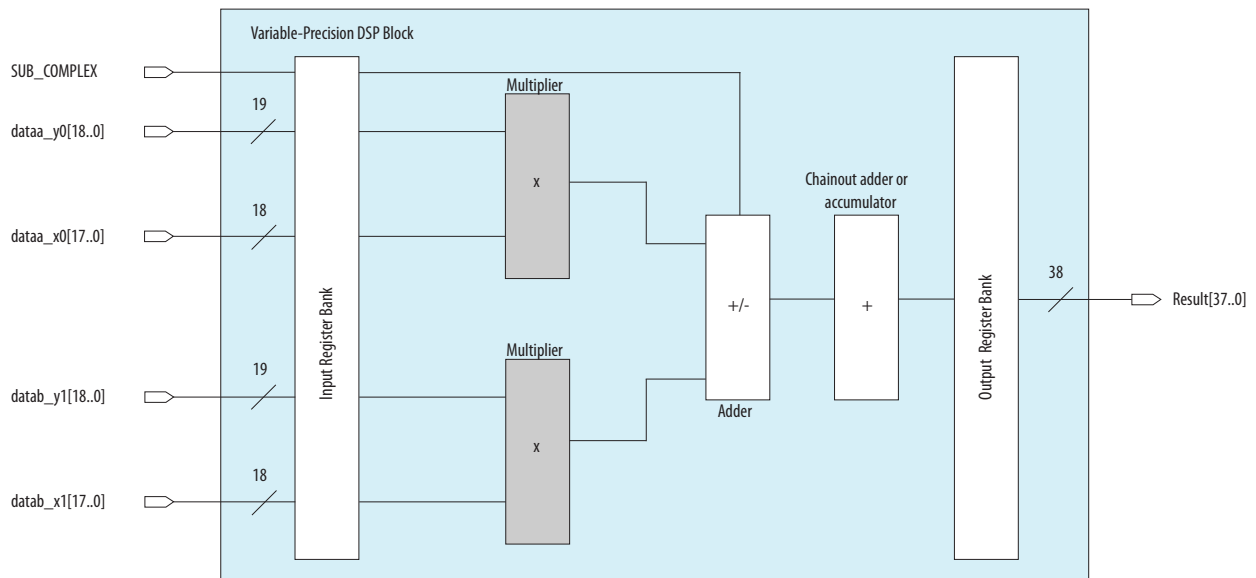 Variable-Precision DSP Block
SUB_COMPLEX
Multiplier
19
dataa_y0[18..0]
x
Chainout adder or
accumulator
18
dataa_x0[17..0]
Input Register Bank
+/-
+
Output Register Bank
38
Result[37..0]
Multiplier
19
datab_y1[18..0]
Adder
x
18
datab_x1[17..0]